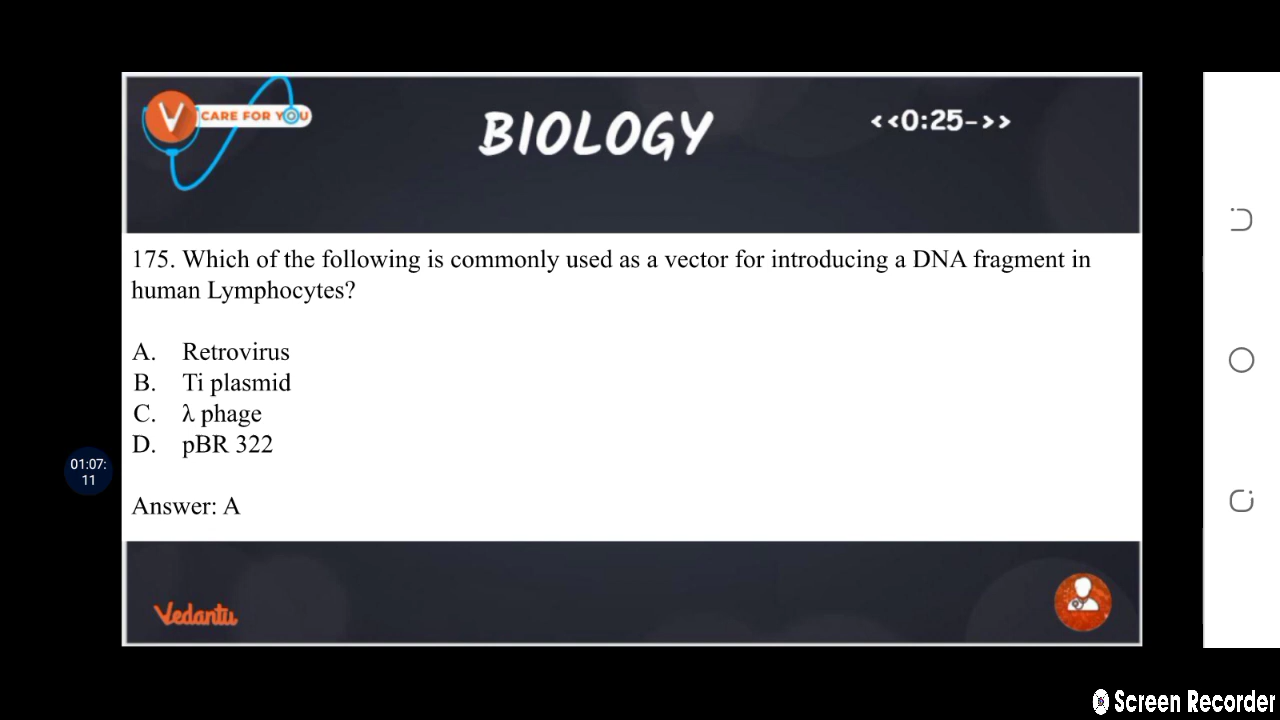 V CARE FOR YOU
BIOLOGY
<<0:25->>
175. Which of the following is commonly used as a vector for introducing a DNA fragment in
human Lymphocytes?
A. Retrovirus
B. Ti plasmid
C. λ phage
D. pBR 322
01:07:
11
Answer: A
Vedantu
Screen Recorder